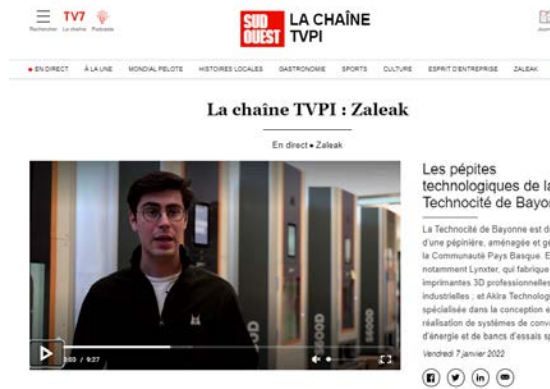 TV7
Rechercher La chaîne Podcasts
SUD
OUEST
LA CHAÎNE
TVPI
EN DIRECT À LA UNE MONDIAL PELOTE HISTOIRES LOCALES GASTRONOMIE SPORTS CULTURE ESPRIT D'ENTREPRISE ZALEAK
La chaîne TVPI : Zaleak
En direct • Zaleak
S600D
S600D
/ 9:27
Les pépites
technologiques de la
Technocité de Bayon
La Technocité de Bayonne est d
d'une pépinière, aménagée et gé
la Communauté Pays Basque. E
notamment Lynxter, qui fabrique
imprimantes 3D professionnelles
industrielles ; et Akira Technolog
spécialisée dans la conception e
réalisation de systèmes de conve
d'énergie et de bancs d'essais sp
Vendredi 7 janvier 2022